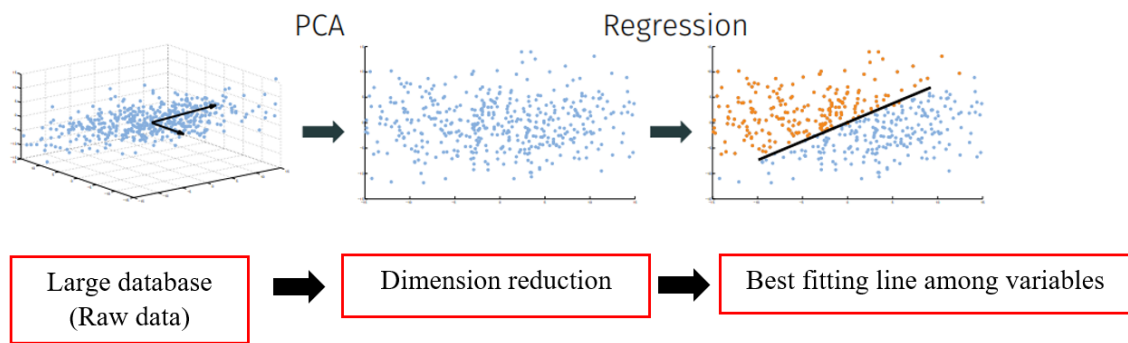 PCA
Regression
Large database
(Raw data)
Dimension reduction
Best fitting line among variables